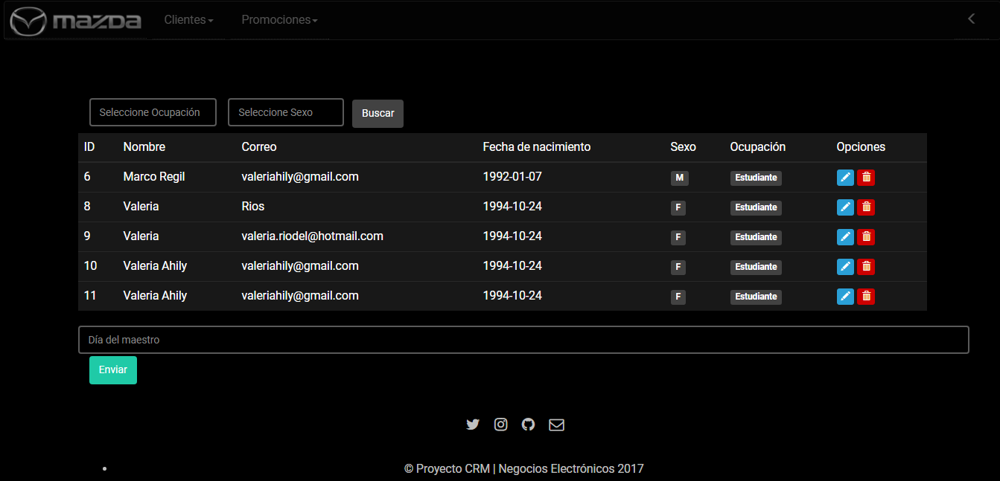 mazda Clientes Promociones
Seleccione Ocupación Seleccione Sexo Buscar
ID Nombre Correo Fecha de nacimiento Sexo Ocupación Opciones
6 Marco Regil valeriahily@gmail.com 1992-01-07 M Estudiante
8 Valeria Rios 1994-10-24 F Estudiante
9 Valeria valeria.riodel@hotmail.com 1994-10-24 F Estudiante
10 Valeria Ahily valeriahily@gmail.com 1994-10-24 F Estudiante
11 Valeria Ahily valeriahily@gmail.com 1994-10-24 F Estudiante
Día del maestro
Enviar
© Proyecto CRM | Negocios Electrónicos 2017